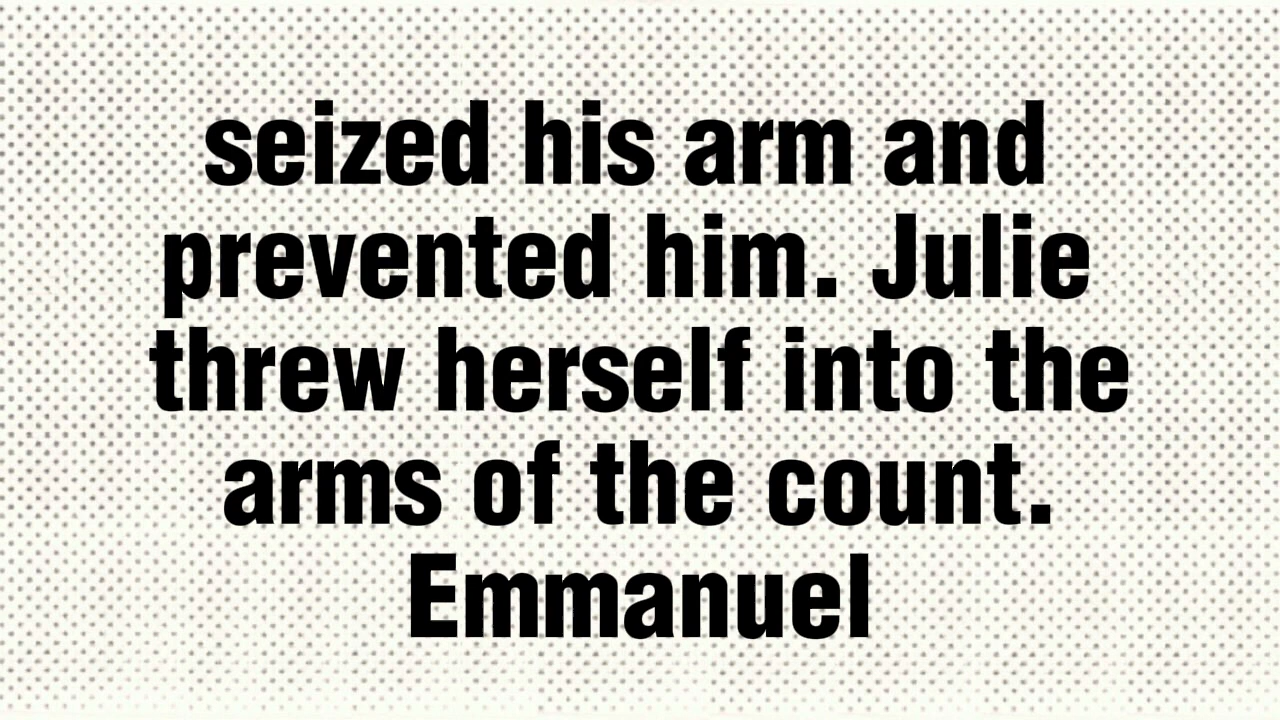 seized his arm and
prevented him. Julie
threw herself into the
arms of the count.
Emmanuel